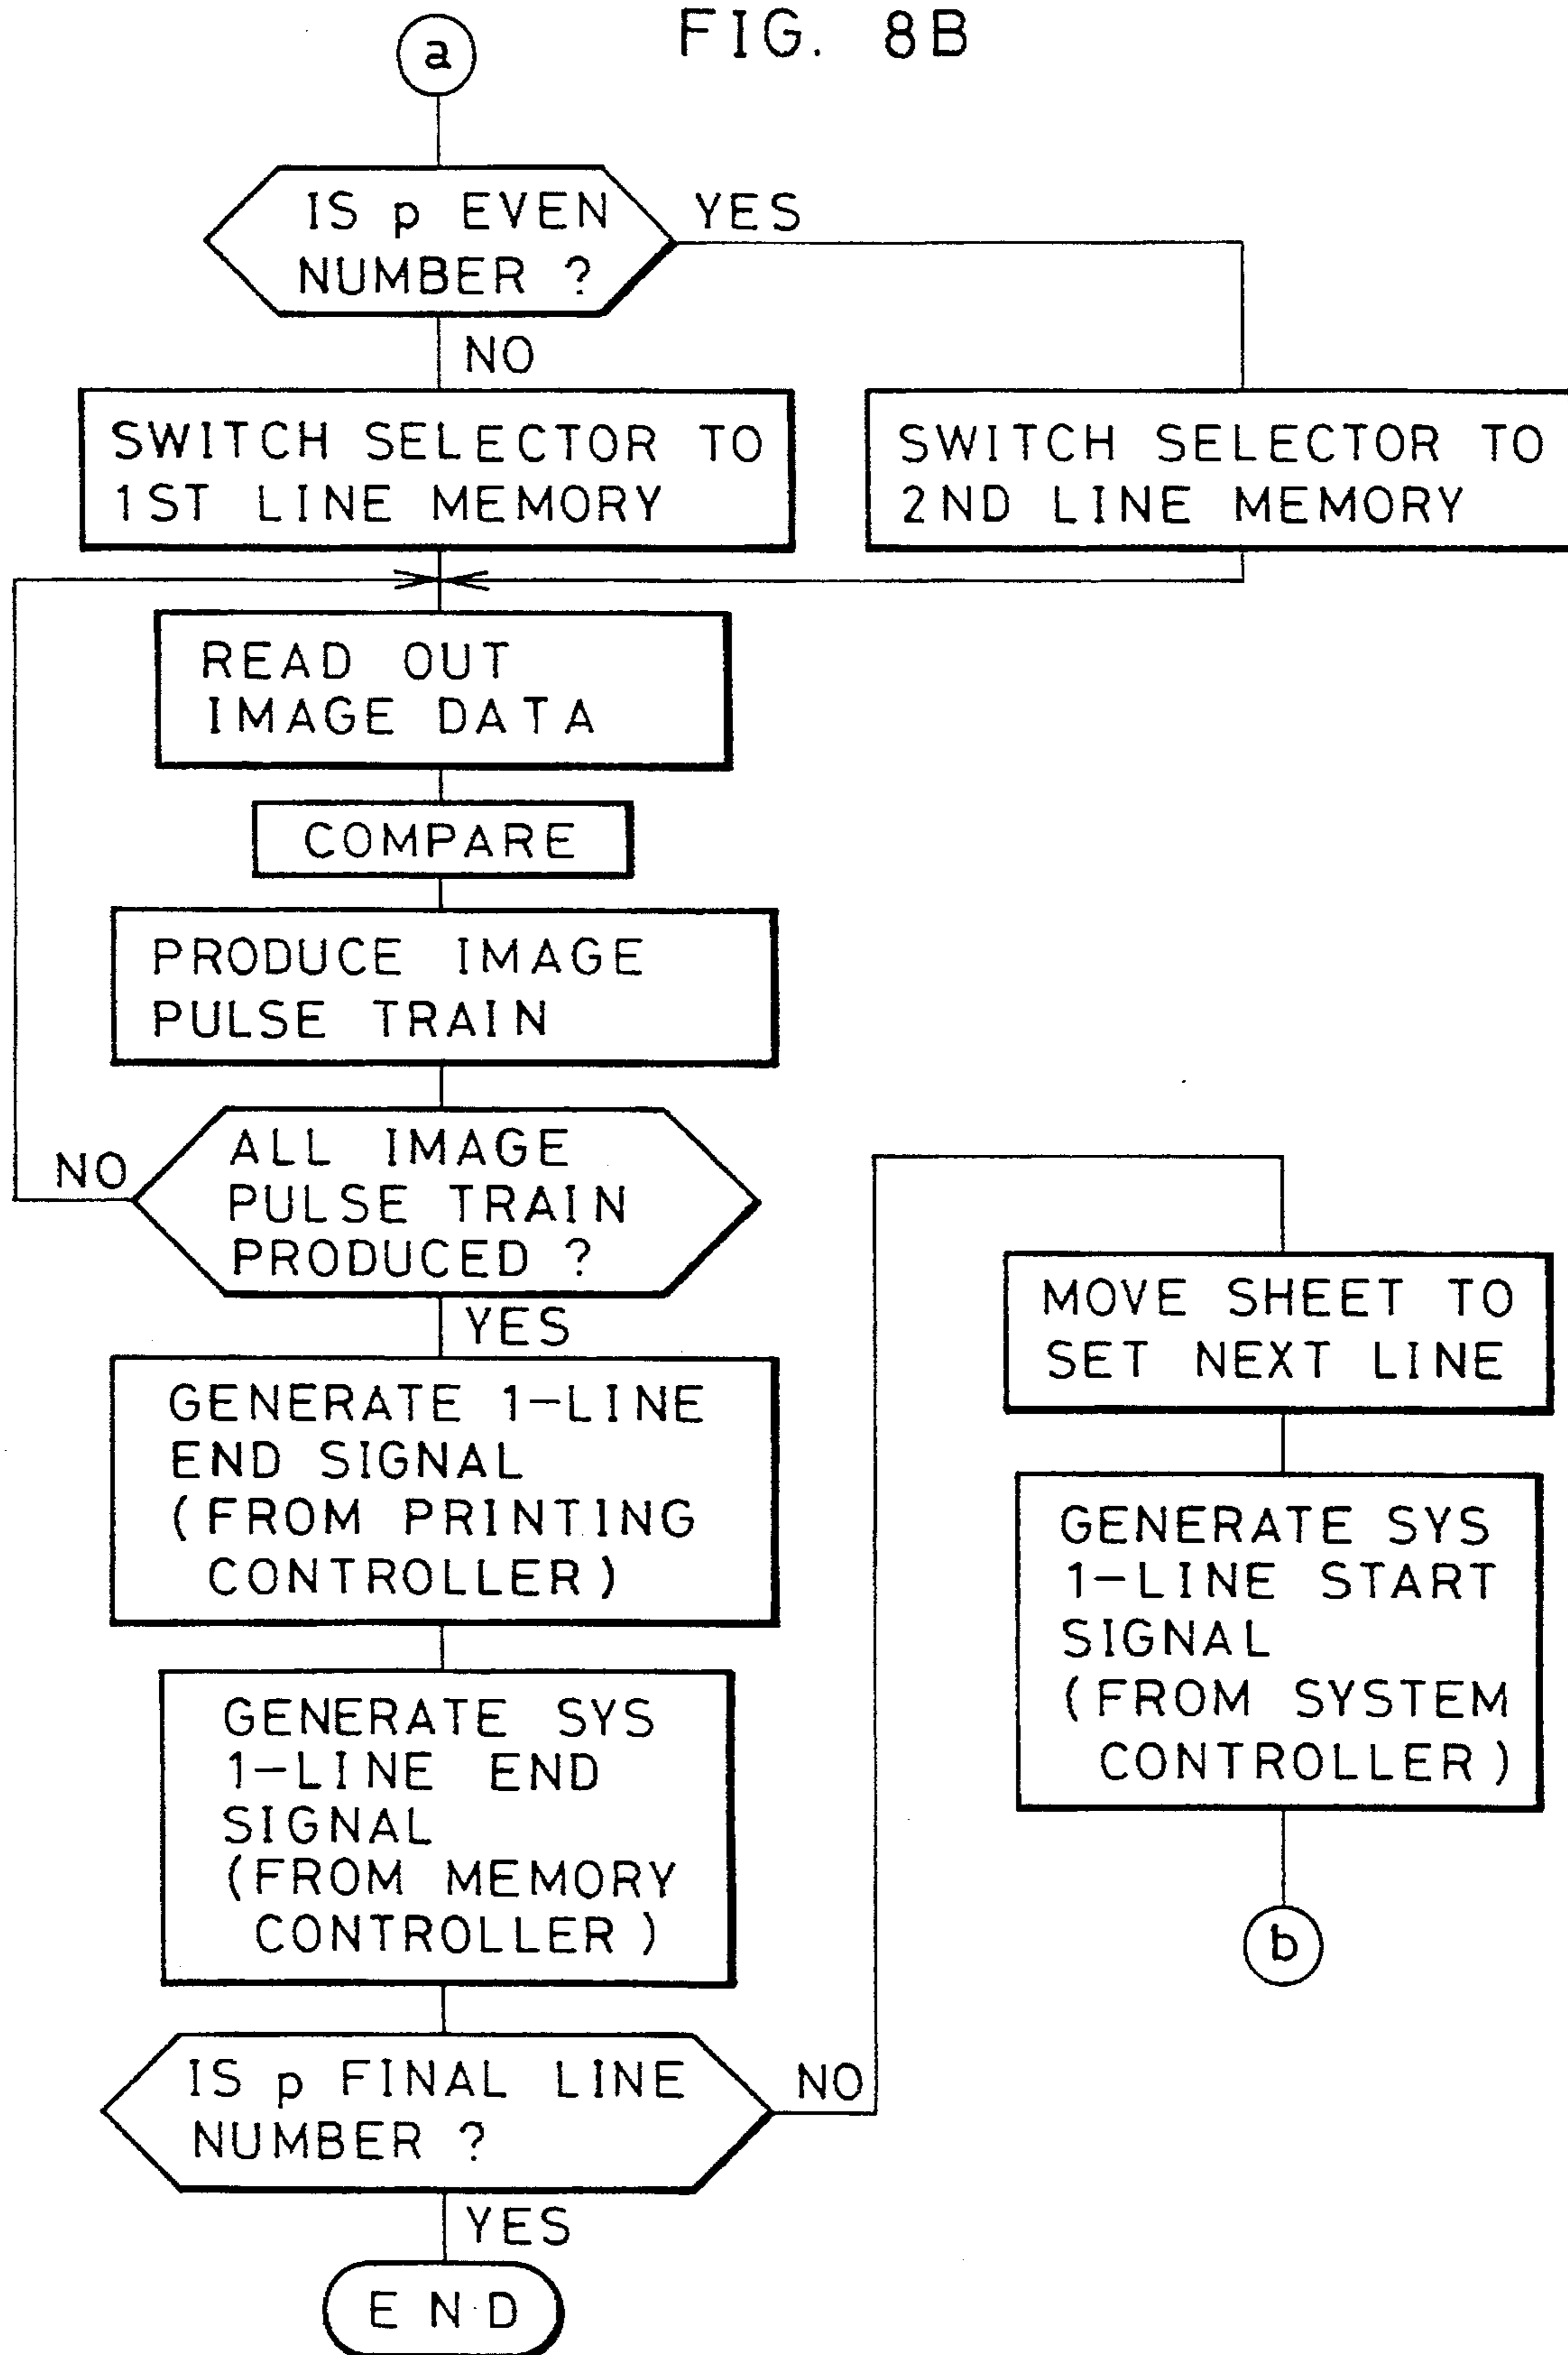 FIG. 8B
a
IS p EVEN
NUMBER ?
YES
NO
SWITCH SELECTOR TO
1ST LINE MEMORY
SWITCH SELECTOR TO
2ND LINE MEMORY
READ OUT
IMAGE DATA
COMPARE
PRODUCE IMAGE
PULSE TRAIN
ALL IMAGE
PULSE TRAIN
PRODUCED ?
NO
YES
GENERATE 1-LINE
END SIGNAL
(FROM PRINTING
CONTROLLER)
GENERATE SYS
1-LINE END
SIGNAL
(FROM MEMORY
CONTROLLER)
IS p FINAL LINE
NUMBER ?
NO
YES
END
MOVE SHEET TO
SET NEXT LINE
GENERATE SYS
1-LINE START
SIGNAL
(FROM SYSTEM
CONTROLLER)
b